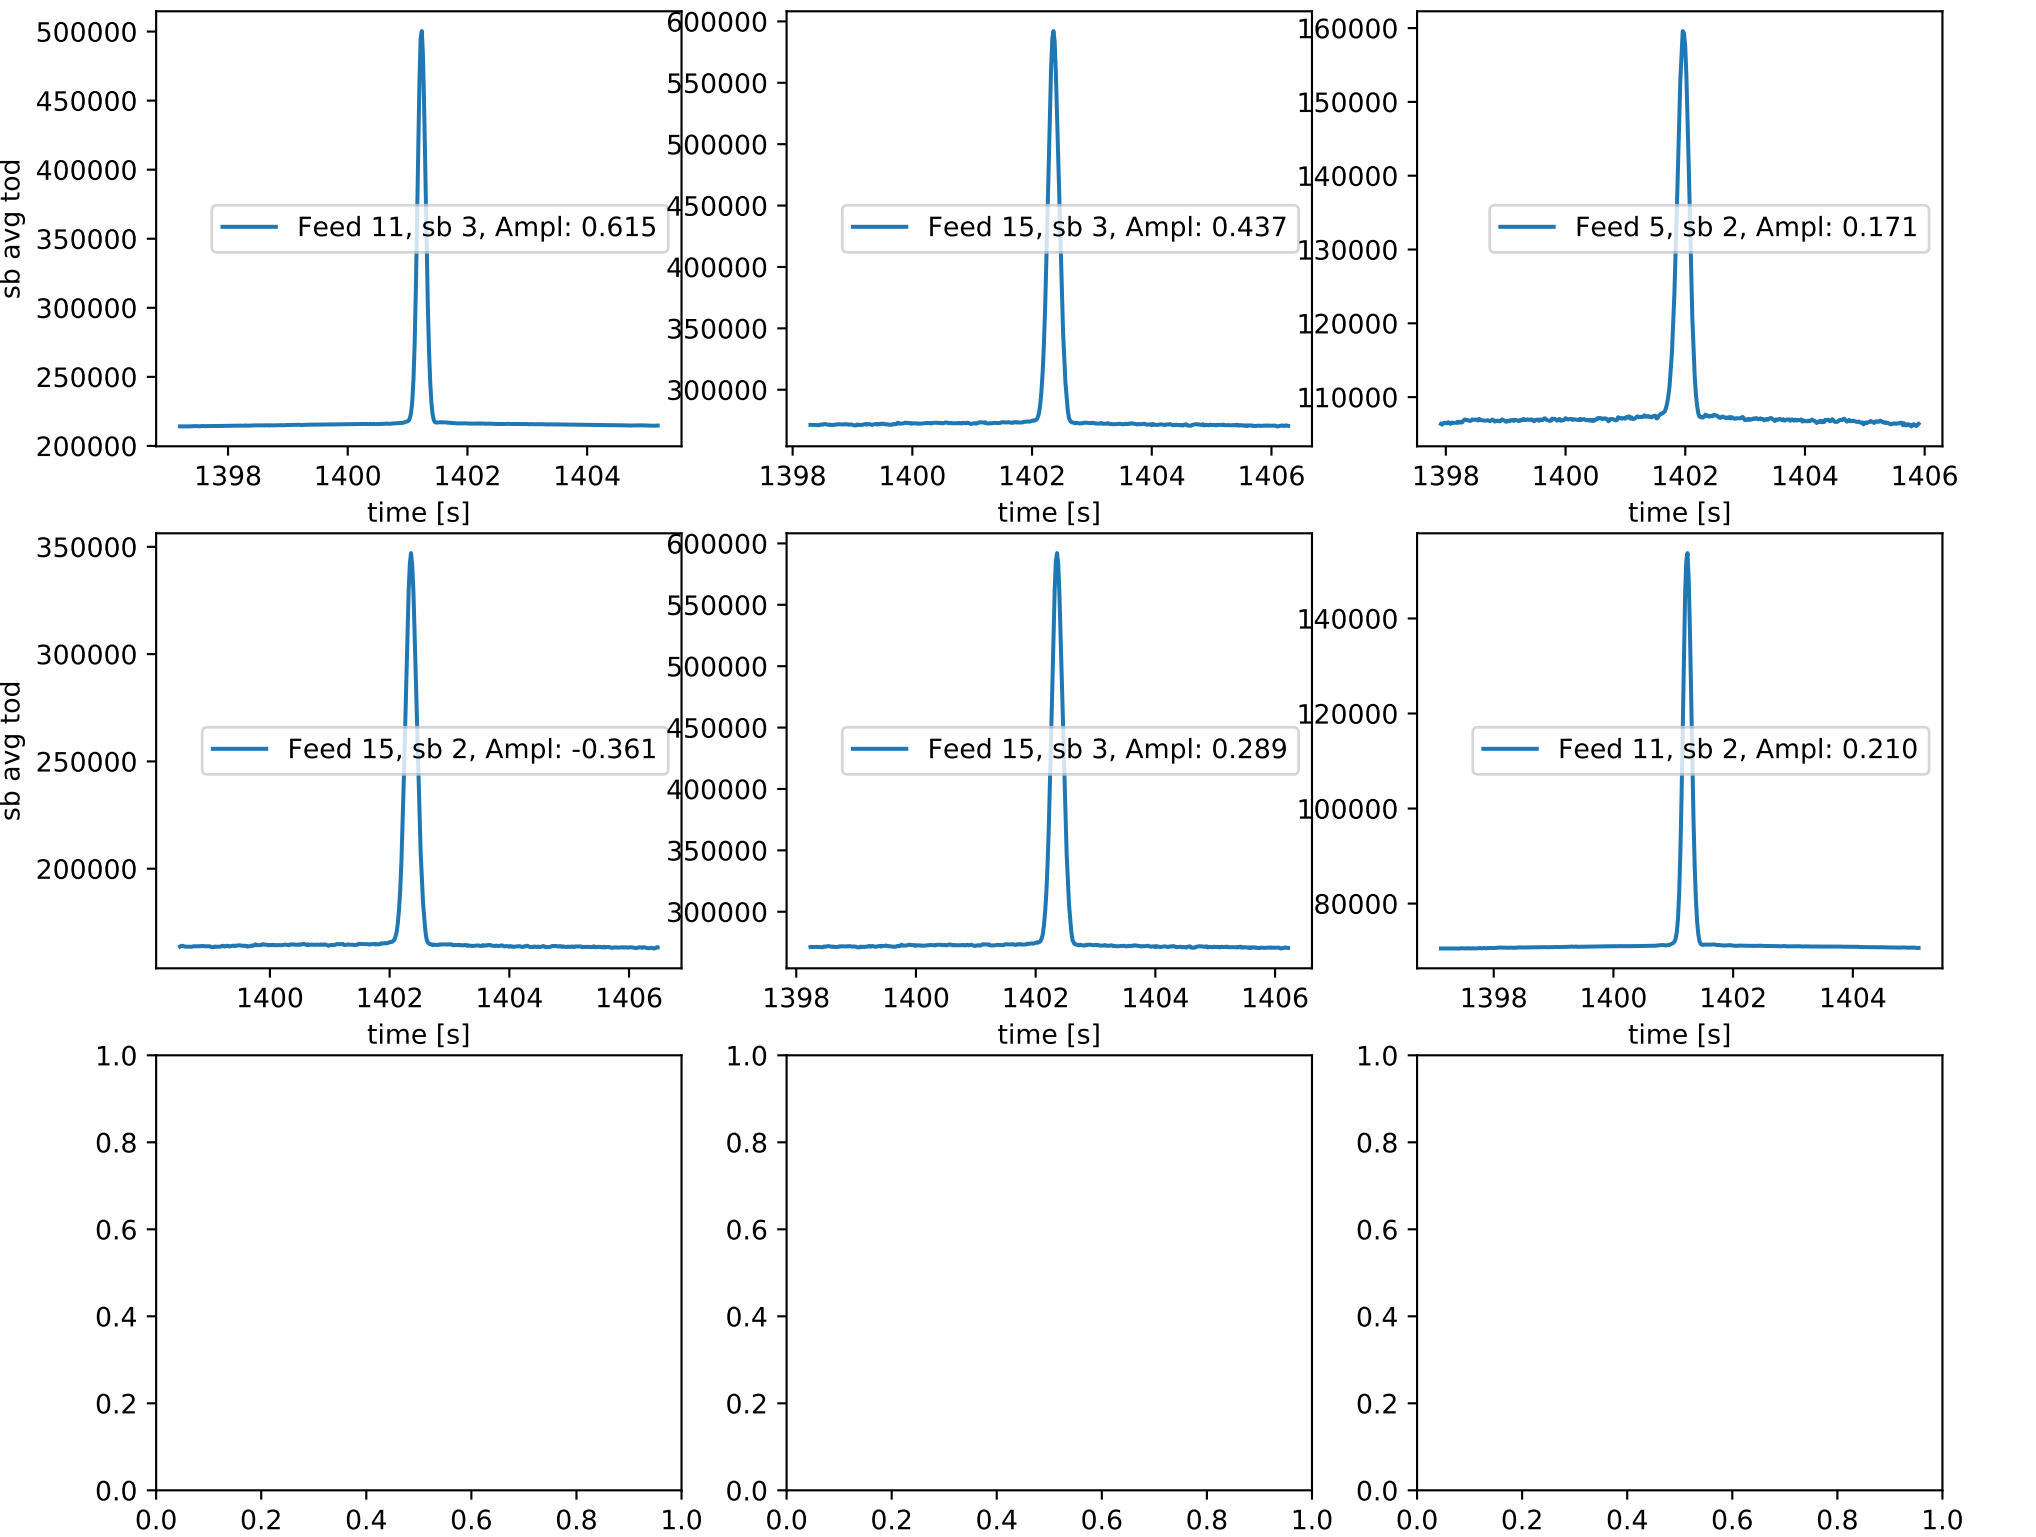 sb avg tod
500000
450000
400000
350000
300000
250000
200000
Feed 11, sb 3, Ampl: 0.615
1398 1400 1402 1404
time [s]
600000
550000
500000
450000
400000
350000
300000
Feed 15, sb 3, Ampl: 0.437
1398 1400 1402 1404 1406
time [s]
160000
150000
140000
130000
120000
110000
Feed 5, sb 2, Ampl: 0.171
1398 1400 1402 1404 1406
time [s]
sb avg tod
350000
300000
250000
200000
Feed 15, sb 2, Ampl: -0.361
1400 1402 1404 1406
time [s]
600000
550000
500000
450000
400000
350000
300000
Feed 15, sb 3, Ampl: 0.289
1398 1400 1402 1404 1406
time [s]
140000
120000
100000
80000
Feed 11, sb 2, Ampl: 0.210
1398 1400 1402 1404
time [s]
1.0
0.8
0.6
0.4
0.2
0.0
0.0 0.2 0.4 0.6 0.8 1.0
1.0
0.8
0.6
0.4
0.2
0.0
0.0 0.2 0.4 0.6 0.8 1.0
1.0
0.8
0.6
0.4
0.2
0.0
0.0 0.2 0.4 0.6 0.8 1.0